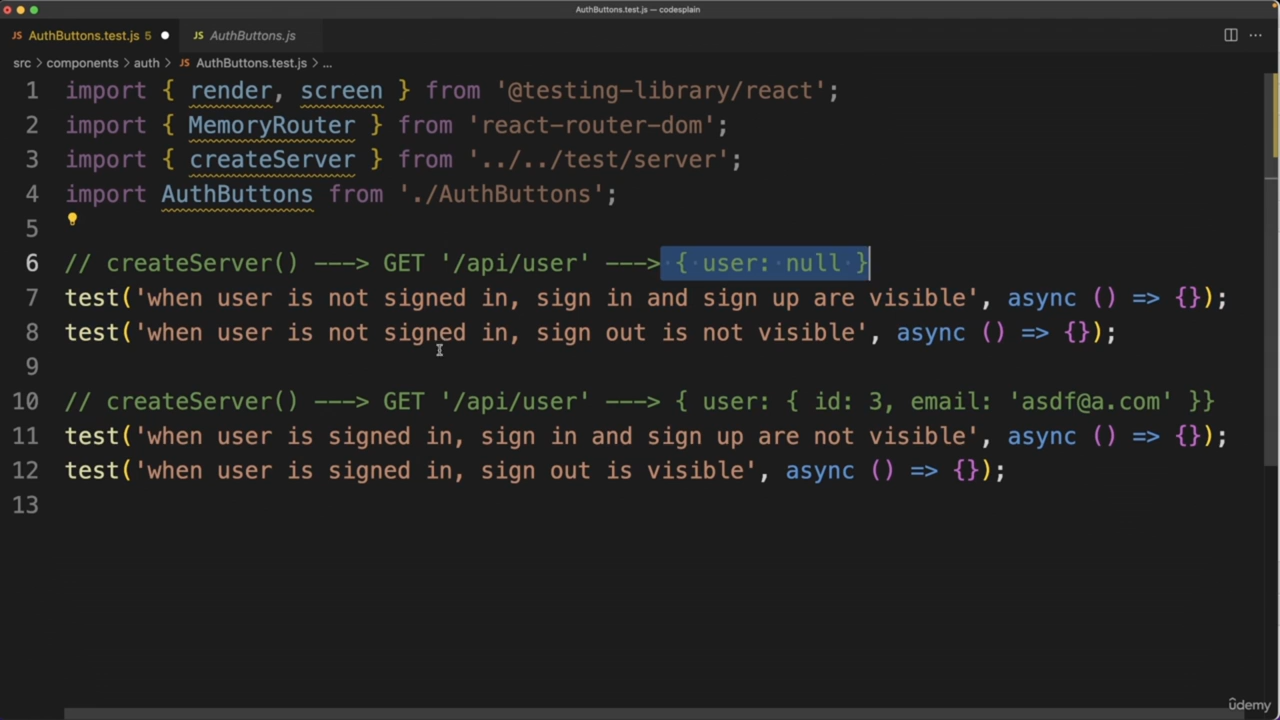 AuthButtons.test.js — codesplain
JS AuthButtons.test.js 5 JS AuthButtons.js
src > components > auth > JS AuthButtons.test.js > ...
1 import { render, screen } from '@testing-library/react';
2 import { MemoryRouter } from 'react-router-dom';
3 import { createServer } from '../../test/server';
4 import AuthButtons from './AuthButtons';
5
6 // createServer() ---> GET '/api/user' ---> { user: null }
7 test('when user is not signed in, sign in and sign up are visible', async () => {});
8 test('when user is not signed in, sign out is not visible', async () => {});
9
10 // createServer() ---> GET '/api/user' ---> { user: { id: 3, email: 'asdf@a.com' }}
11 test('when user is signed in, sign in and sign up are not visible', async () => {});
12 test('when user is signed in, sign out is visible', async () => {});
13
ûdemy